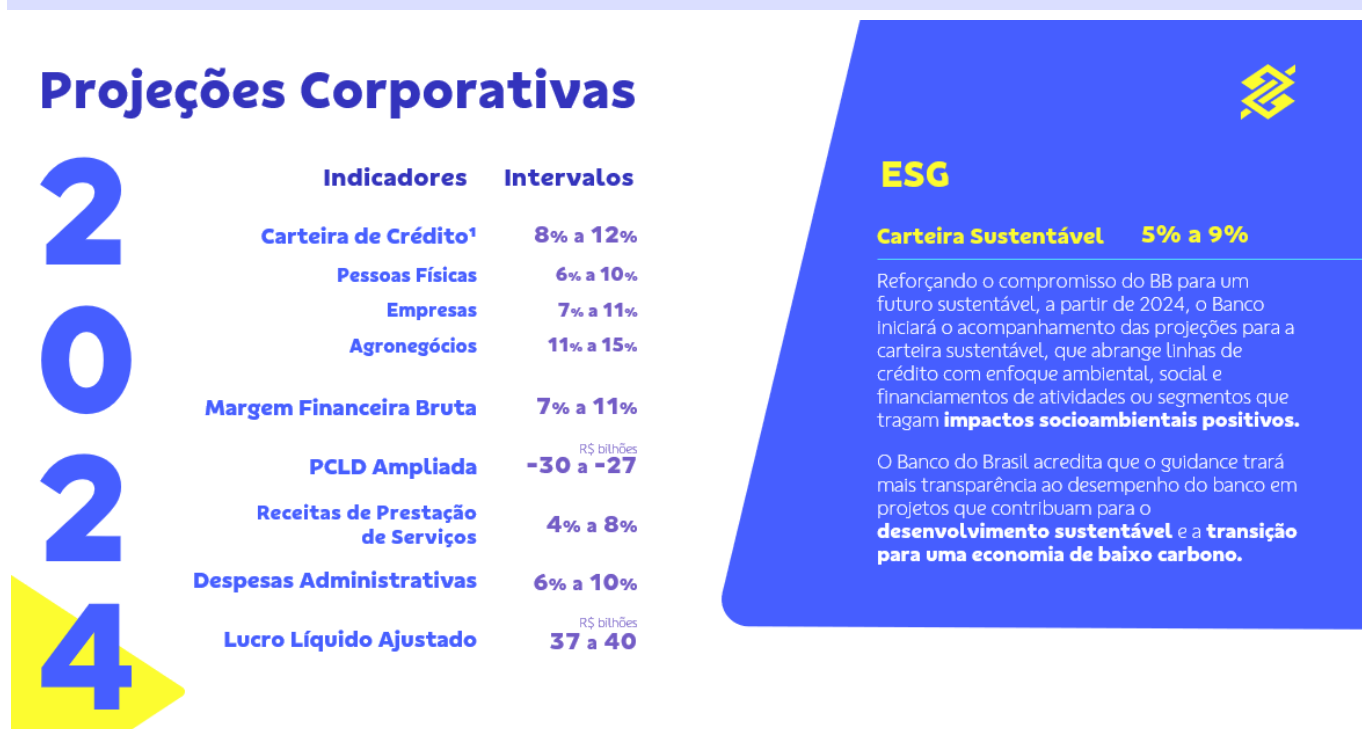 Projeções Corporativas
2
0
2
4
Indicadores Intervalos
Carteira de Crédito¹ 8% a 12%
Pessoas Físicas 6% a 10%
Empresas 7% a 11%
Agronegócios 11% a 15%
Margem Financeira Bruta 7% a 11%
R$ bilhões
PCLD Ampliada -30 a -27
Receitas de Prestação
de Serviços 4% a 8%
Despesas Administrativas 6% a 10%
R$ bilhões
Lucro Líquido Ajustado 37 a 40
ESG
Carteira Sustentável 5% a 9%
Reforçando o compromisso do BB para um
futuro sustentável, a partir de 2024, o Banco
iniciará o acompanhamento das projeções para a
carteira sustentável, que abrange linhas de
crédito com enfoque ambiental, social e
financiamentos de atividades ou segmentos que
tragam impactos socioambientais positivos.
O Banco do Brasil acredita que o guidance trará
mais transparência ao desempenho do banco em
projetos que contribuam para o
desenvolvimento sustentável e a transição
para uma economia de baixo carbono.